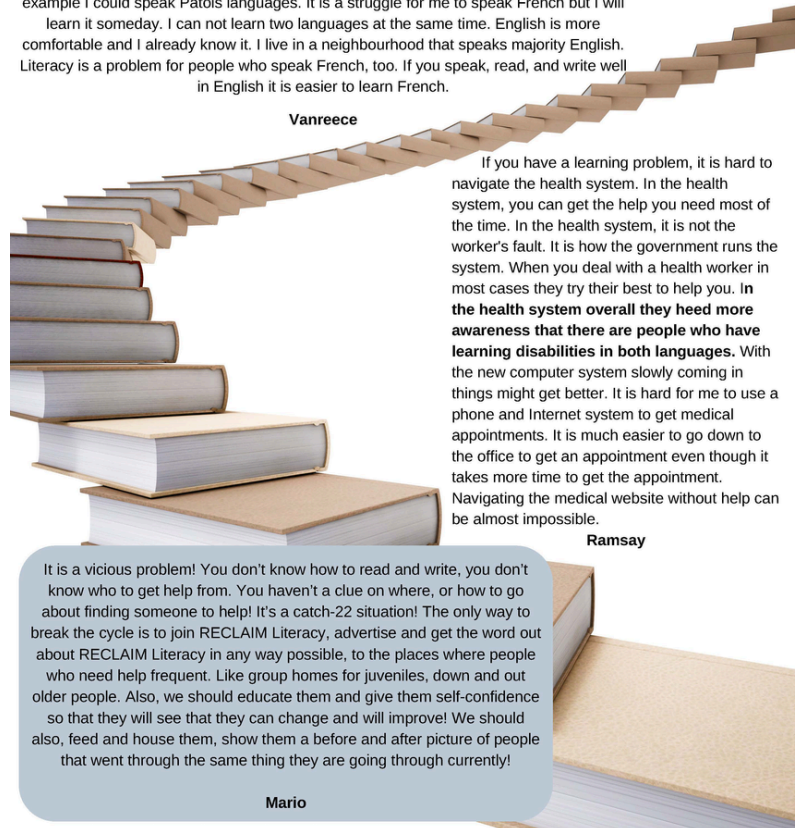 example I could speak Patois languages. It is a struggle for me to speak French but I will
learn it someday. I can not learn two languages at the same time. English is more
comfortable and I already know it. I live in a neighbourhood that speaks majority English.
Literacy is a problem for people who speak French, too. If you speak, read, and write well
in English it is easier to learn French.
Vanreece
If you have a learning problem, it is hard to
navigate the health system. In the health
system, you can get the help you need most of
the time. In the health system, it is not the
worker's fault. It is how the government runs the
system. When you deal with a health worker in
most cases they try their best to help you. In
the health system overall they heed more
awareness that there are people who have
learning disabilities in both languages. With
the new computer system slowly coming in
things might get better. It is hard for me to use a
phone and Internet system to get medical
appointments. It is much easier to go down to
the office to get an appointment even though it
takes more time to get the appointment.
Navigating the medical website without help can
be almost impossible.
Ramsay
It is a vicious problem! You don't know how to read and write, you don't
know who to get help from. You haven't a clue on where, or how to go
about finding someone to help! It's a catch-22 situation! The only way to
break the cycle is to join RECLAIM Literacy, advertise and get the word out
about RECLAIM Literacy in any way possible, to the places where people
who need help frequent. Like group homes for juveniles, down and out
older people. Also, we should educate them and give them self-confidence
so that they will see that they can change and will improve! We should
also, feed and house them, show them a before and after picture of people
that went through the same thing they are going through currently!
Mario